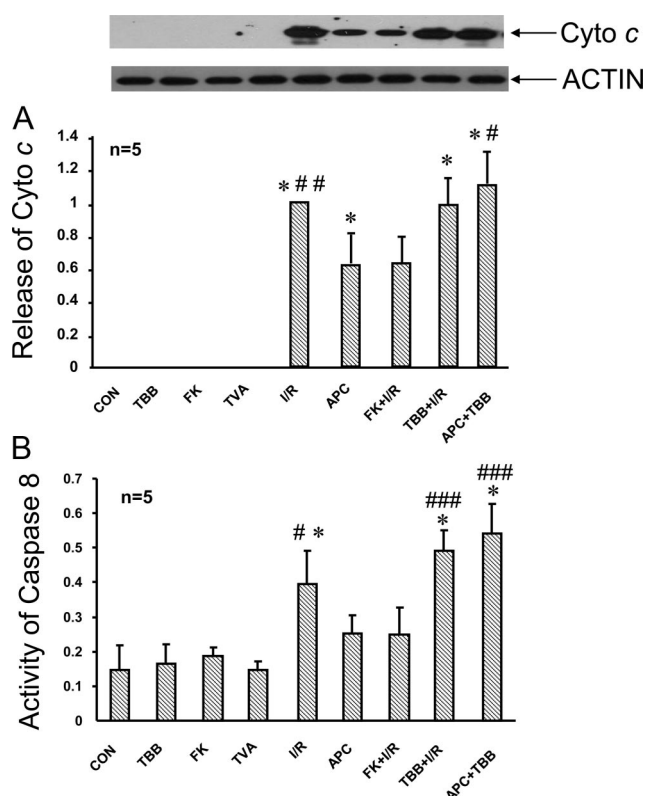 Cyto c
ACTIN
A
Release of Cyto c
1.4
1.2
1
0.8
0.6
0.4
0.2
0
n=5
* # #
*
*
* #
CON
TBB
FK
TVA
I/R
APC
FK+I/R
TBB+I/R
APC+TBB
B
Activity of Caspase 8
0.7
0.6
0.5
0.4
0.3
0.2
0.1
0
n=5
# *
###
*
###
*
CON
TBB
FK
TVA
I/R
APC
FK+I/R
TBB+I/R
APC+TBB